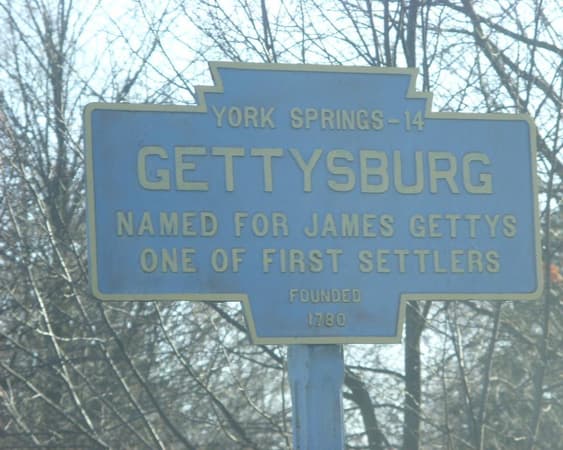 YORK SPRINGS-14
GETTYSBURG
NAMED FOR JAMES GETTYS
ONE OF FIRST SETTLERS
FOUNDED
1780